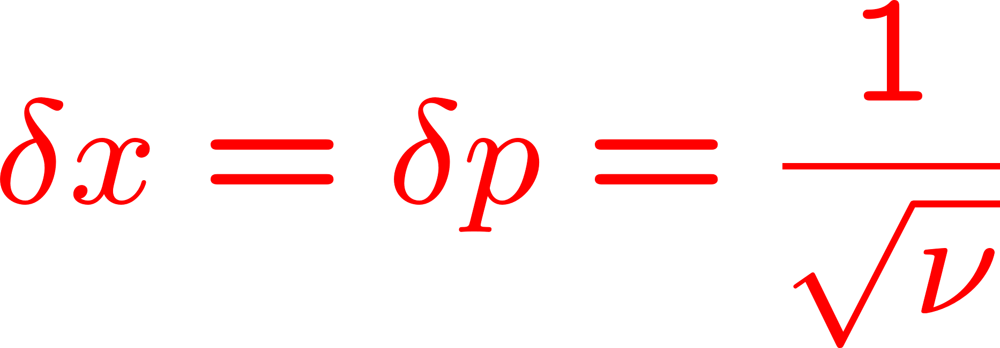 δx = δp = 1/√ν